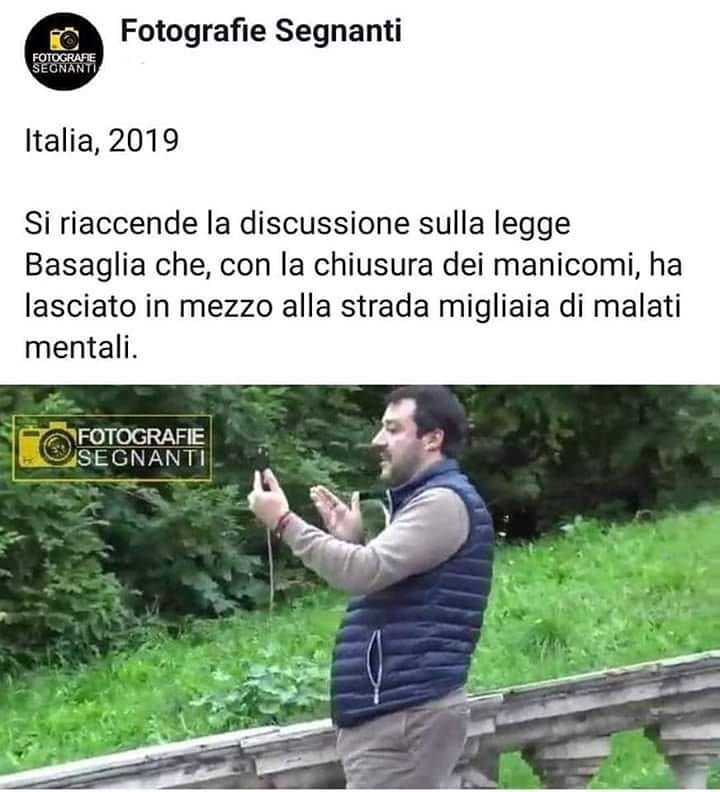 Fotografie Segnanti
FOTOGRAFIE
SEGNANTI
Italia, 2019
Si riaccende la discussione sulla legge
Basaglia che, con la chiusura dei manicomi, ha
lasciato in mezzo alla strada migliaia di malati
mentali.
FOTOGRAFIE
SEGNANTI